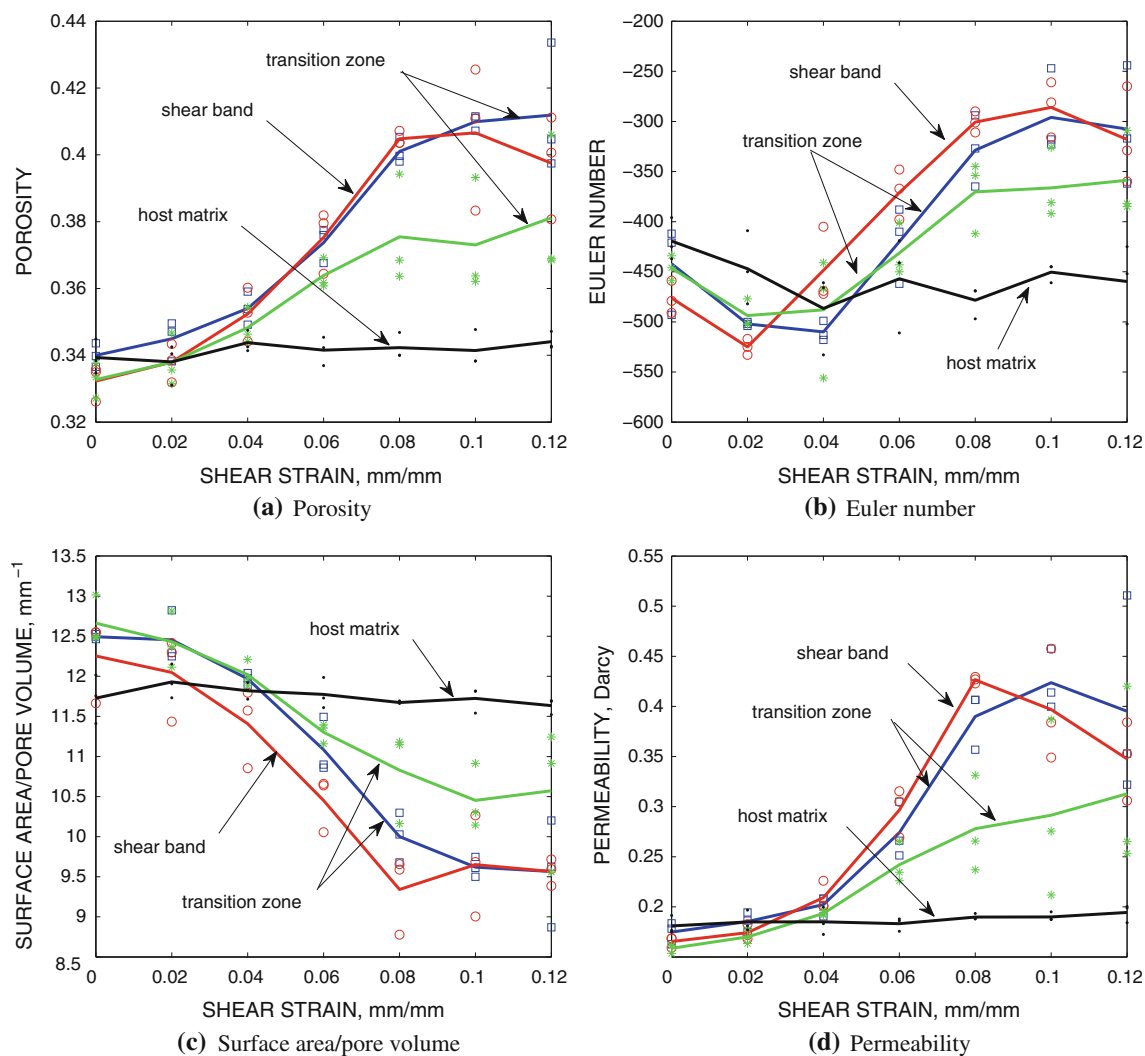 0.44
0.42
0.4
0.38
0.36
0.34
0.32
POROSITY
transition zone
shear band
host matrix
0 0.02 0.04 0.06 0.08 0.1 0.12
SHEAR STRAIN, mm/mm
(a) Porosity
−200
−250
−300
−350
−400
−450
−500
−550
−600
EULER NUMBER
shear band
transition zone
host matrix
0 0.02 0.04 0.06 0.08 0.1 0.12
SHEAR STRAIN, mm/mm
(b) Euler number
13.5
13
12.5
12
11.5
11
10.5
10
9.5
9
8.5
SURFACE AREA/PORE VOLUME, mm⁻¹
host matrix
shear band
transition zone
0 0.02 0.04 0.06 0.08 0.1 0.12
SHEAR STRAIN, mm/mm
(c) Surface area/pore volume
0.55
0.5
0.45
0.4
0.35
0.3
0.25
0.2
PERMEABILITY, Darcy
shear band
transition zone
host matrix
0 0.02 0.04 0.06 0.08 0.1 0.12
SHEAR STRAIN, mm/mm
(d) Permeability